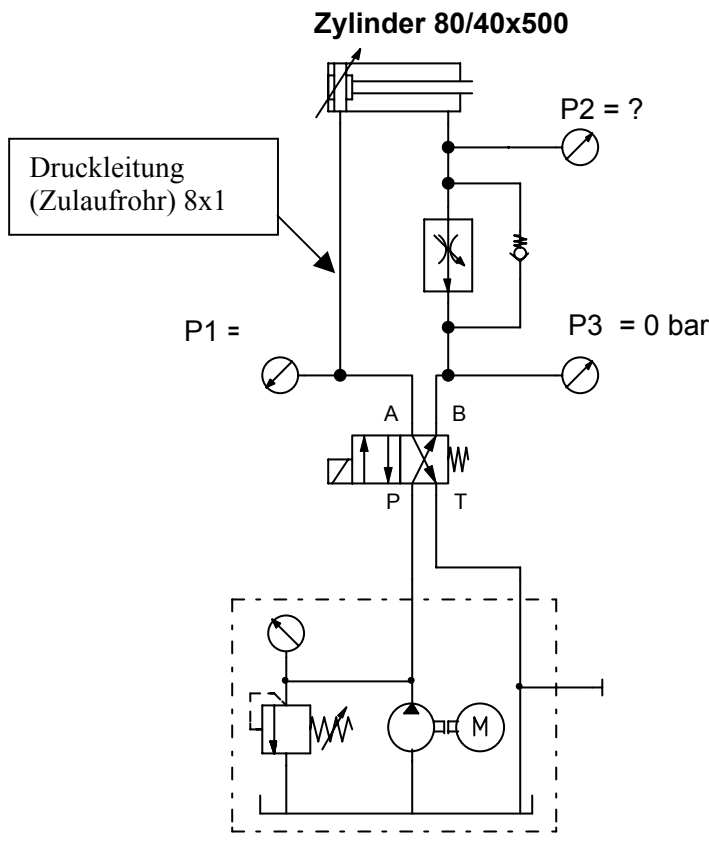 Zylinder 80/40x500
P2 = ?
Druckleitung
(Zulaufrohr) 8x1
P1 =
P3 = 0 bar
A
B
P
T
M